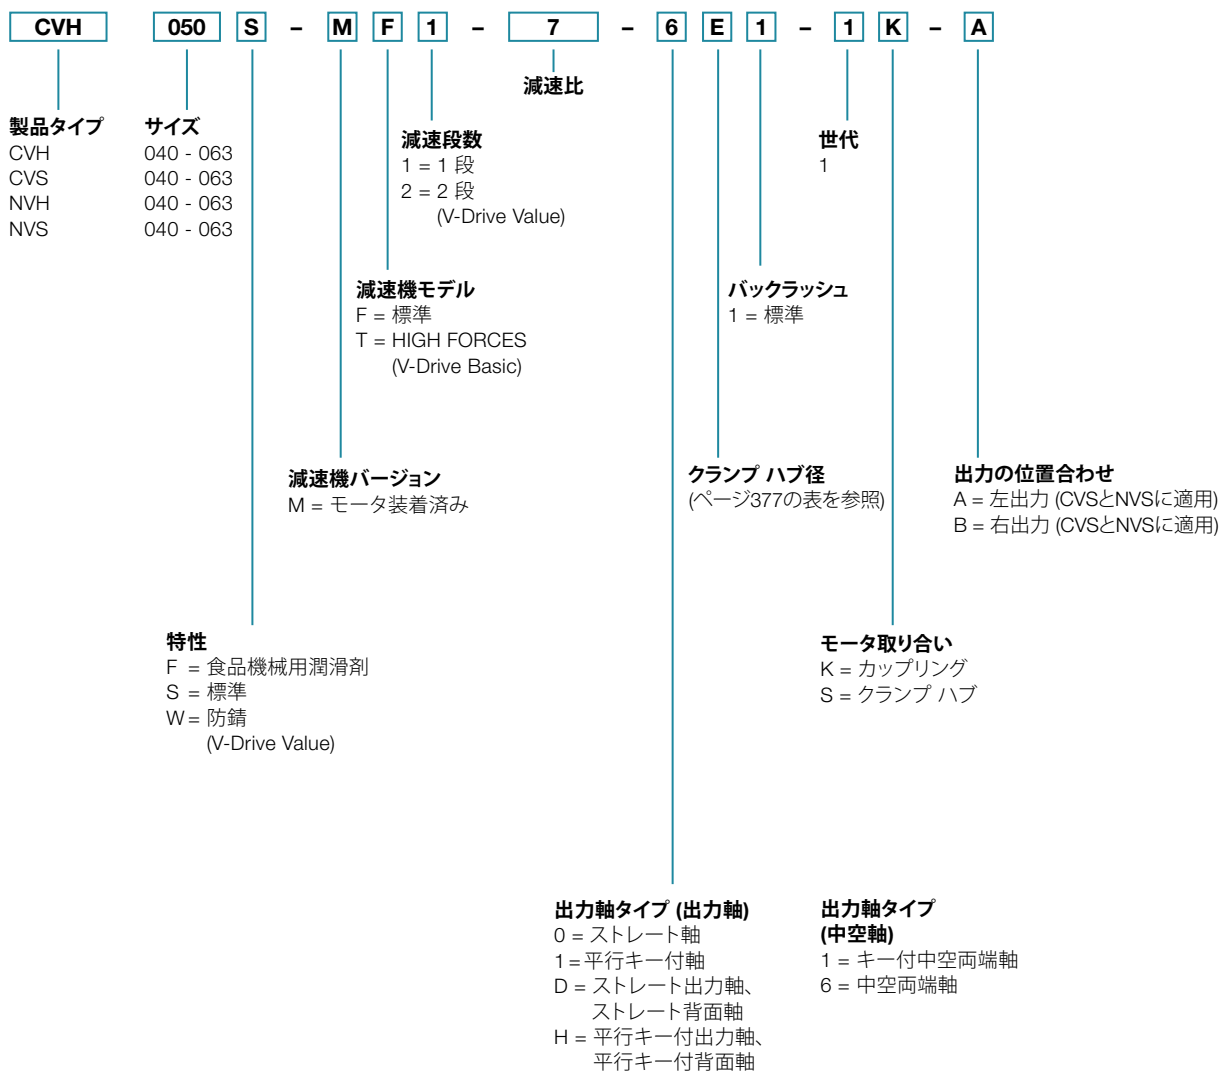 CVH 050 S – M F 1 – 7 – 6 E 1 – 1 K – A
減速比
製品タイプ
CVH
CVS
NVH
NVS
サイズ
040 - 063
040 - 063
040 - 063
040 - 063
減速段数
1 = 1 段
2 = 2 段
(V-Drive Value)
世代
1
減速機モデル
F = 標準
T = HIGH FORCES
(V-Drive Basic)
バックラッシュ
1 = 標準
減速機バージョン
M = モータ装着済み
クランプ ハブ径
(ページ377の表を参照)
出力の位置合わせ
A = 左出力 (CVSとNVSに適用)
B = 右出力 (CVSとNVSに適用)
特性
F = 食品機械用潤滑剤
S = 標準
W = 防錆
(V-Drive Value)
モータ取り合い
K = カップリング
S = クランプ ハブ
出力軸タイプ (出力軸)
0 = ストレート軸
1 = 平行キー付軸
D = ストレート出力軸、
ストレート背面軸
H = 平行キー付出力軸、
平行キー付背面軸
出力軸タイプ
(中空軸)
1 = キー付中空両端軸
6 = 中空両端軸